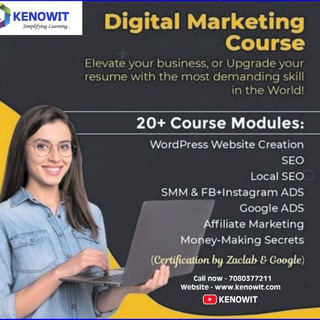 KENOWIT
Simplifying Learning..
Digital Marketing
Course
Elevate your business, or Upgrade your
resume with the most demanding skill
in the World!
20+ Course Modules:
WordPress Website Creation
SEO
Local SEO
SMM & FB+Instagram ADS
Google ADS
Affiliate Marketing
Money-Making Secrets
(Certification by Zaclab & Google)
Call now - 7080377211
Website - www.kenowit.com
KENOWIT